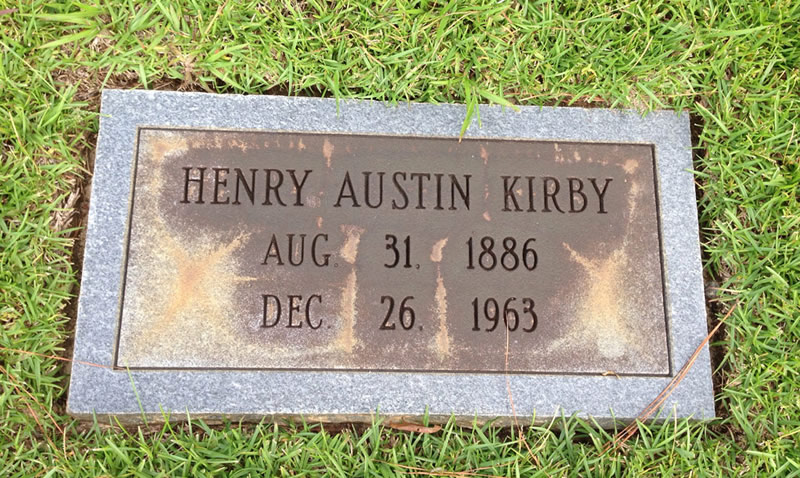 HENRY AUSTIN KIRBY
AUG. 31, 1886
DEC. 26, 1963